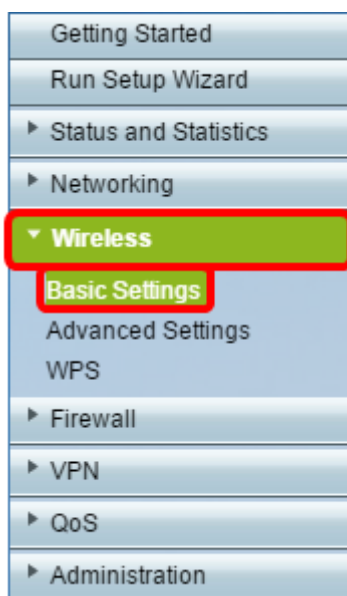 Getting Started
Run Setup Wizard
Status and Statistics
Networking
Wireless
Basic Settings
Advanced Settings
WPS
Firewall
VPN
QoS
Administration